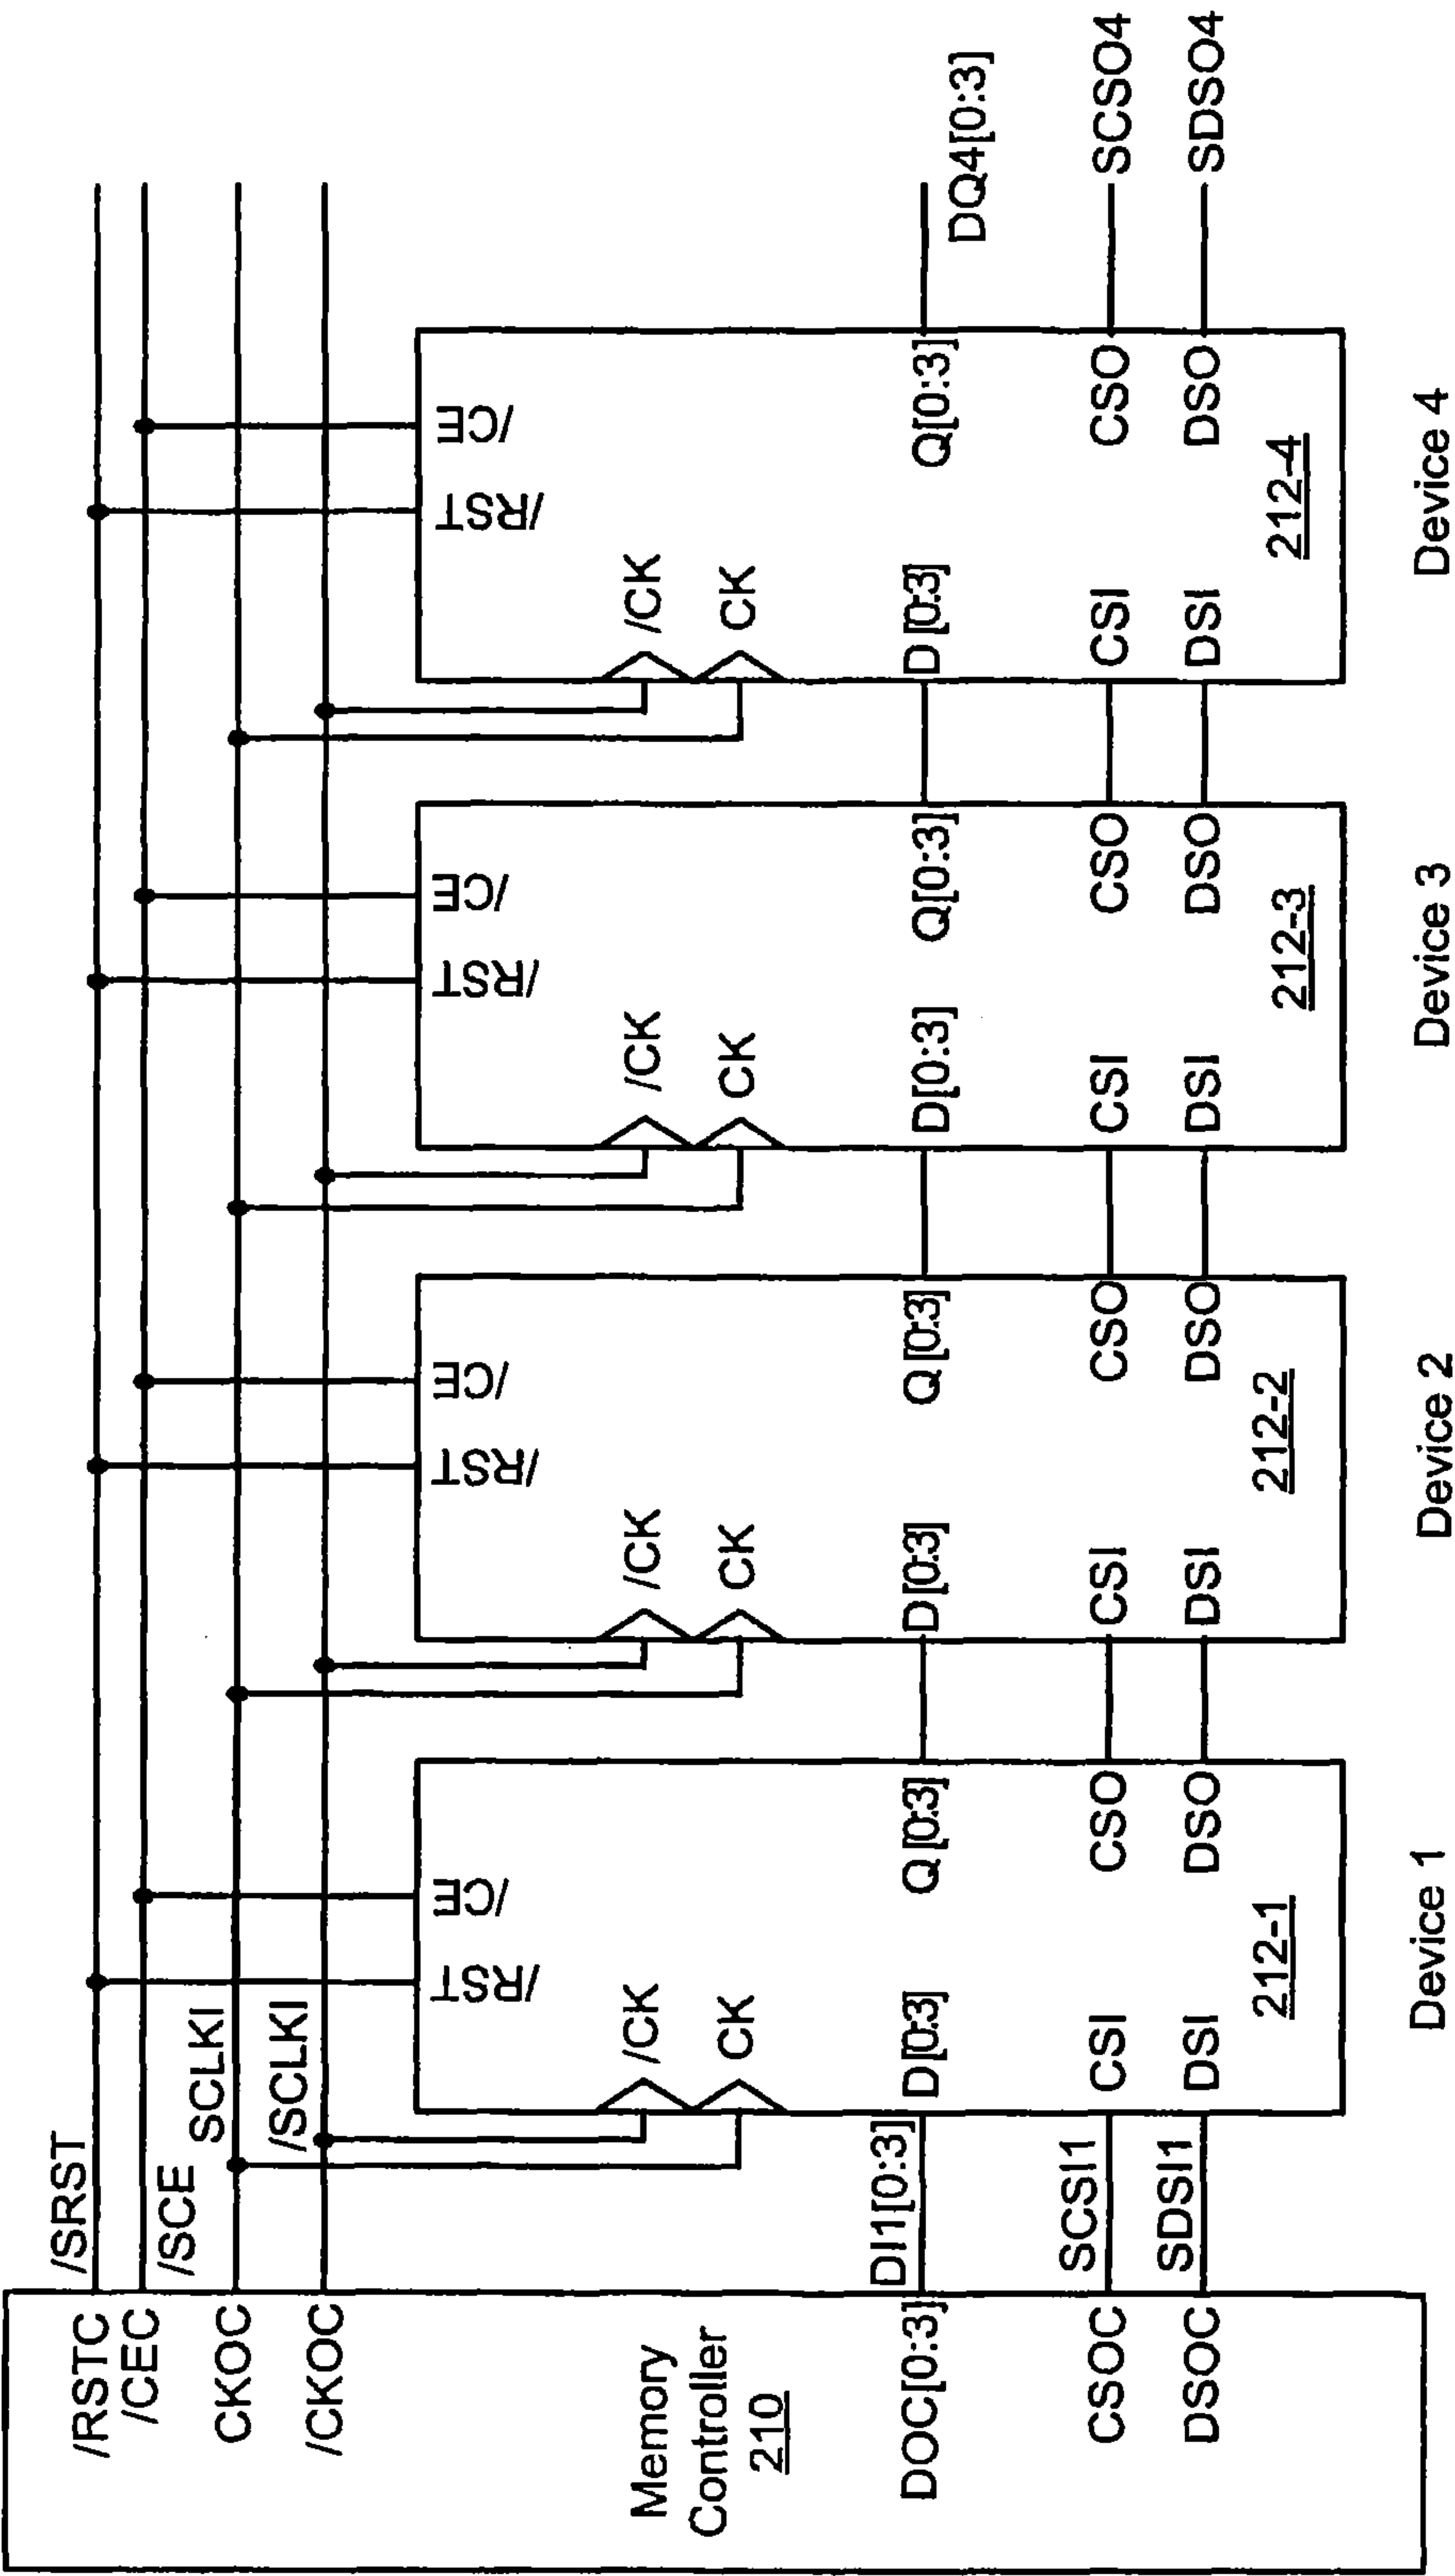 /RSTC
/SRST
/CEC
/SCE
CKOC
SCLKI
/CKOC
/SCLKI
Memory
Controller
210
DOC[0:3]
DI1[0:3]
CSOC
SCSI1
DSOC
SDSI1
/RST
/CE
/CK
CK
D[0:3]
Q[0:3]
CSI
CSO
DSI
DSO
212-1
Device 1
/RST
/CE
/CK
CK
D[0:3]
Q[0:3]
CSI
CSO
DSI
DSO
212-2
Device 2
/RST
/CE
/CK
CK
D[0:3]
Q[0:3]
CSI
CSO
DSI
DSO
212-3
Device 3
/RST
/CE
/CK
CK
D[0:3]
Q[0:3]
CSI
CSO
DSI
DSO
212-4
Device 4
DQ4[0:3]
SCSO4
SDSO4